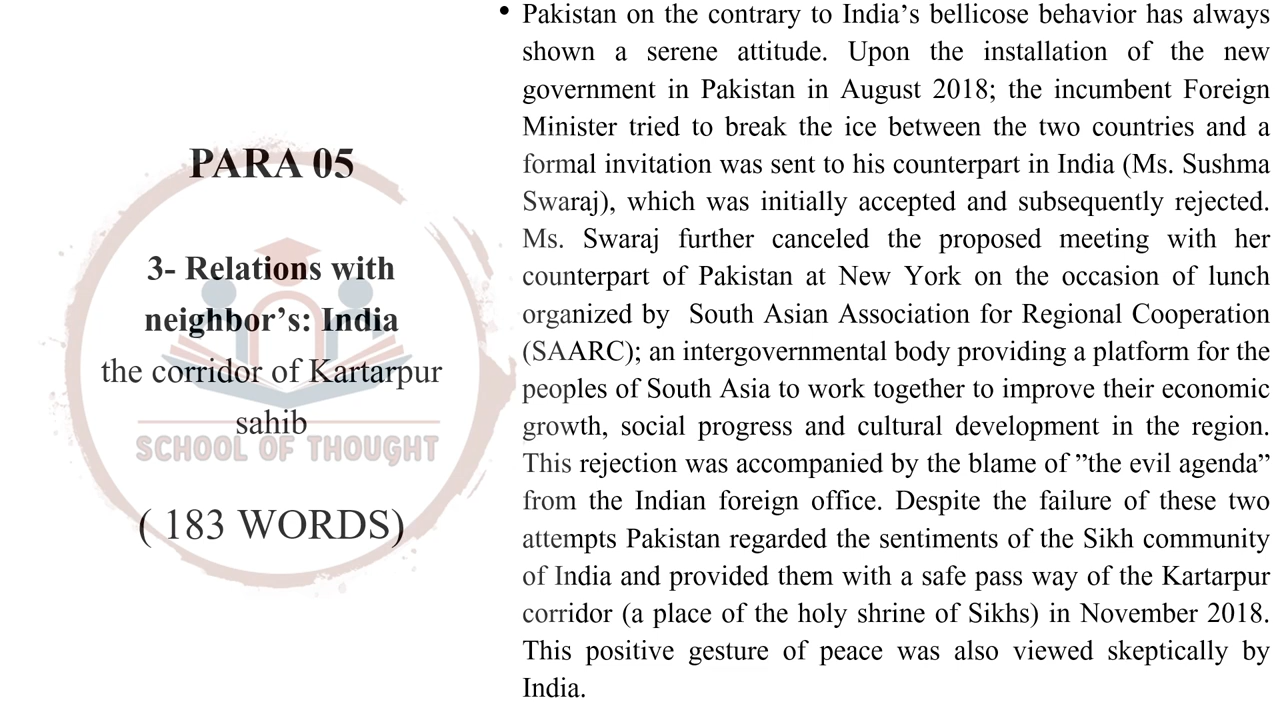 PARA 05
3- Relations with
neighbor’s: India
the corridor of Kartarpur
sahib
SCHOOL OF THOUGHT
( 183 WORDS)
• Pakistan on the contrary to India’s bellicose behavior has always
shown a serene attitude. Upon the installation of the new
government in Pakistan in August 2018; the incumbent Foreign
Minister tried to break the ice between the two countries and a
formal invitation was sent to his counterpart in India (Ms. Sushma
Swaraj), which was initially accepted and subsequently rejected.
Ms. Swaraj further canceled the proposed meeting with her
counterpart of Pakistan at New York on the occasion of lunch
organized by  South Asian Association for Regional Cooperation
(SAARC); an intergovernmental body providing a platform for the
peoples of South Asia to work together to improve their economic
growth, social progress and cultural development in the region.
This rejection was accompanied by the blame of ”the evil agenda”
from the Indian foreign office. Despite the failure of these two
attempts Pakistan regarded the sentiments of the Sikh community
of India and provided them with a safe pass way of the Kartarpur
corridor (a place of the holy shrine of Sikhs) in November 2018.
This positive gesture of peace was also viewed skeptically by
India.